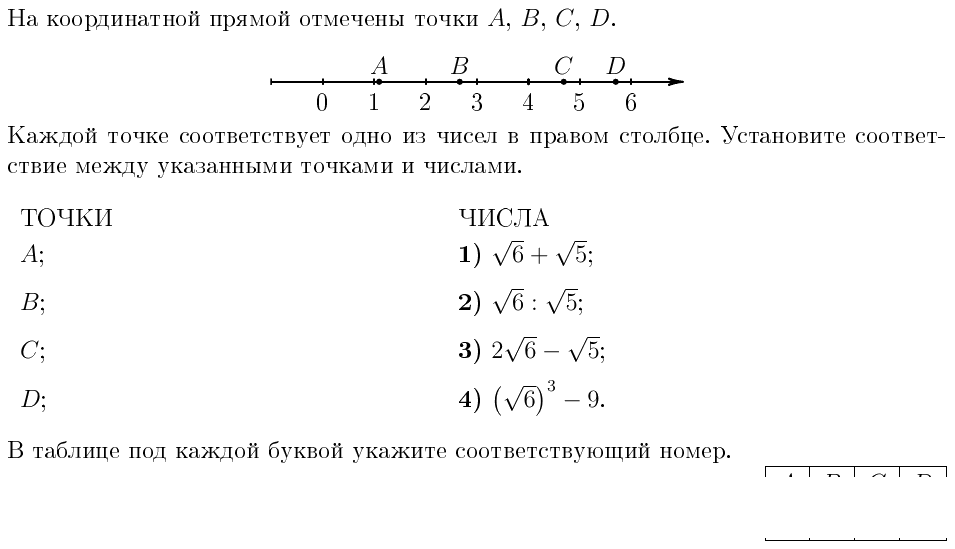 На координатной прямой отмечены точки A, B, C, D.
A B C D
0 1 2 3 4 5 6
Каждой точке соответствует одно из чисел в правом столбце. Установите соответ-
ствие между указанными точками и числами.
ТОЧКИ ЧИСЛА
A; 1) √6 + √5;
B; 2) √6 : √5;
C; 3) 2√6 − √5;
D; 4) (√6)³ − 9.
В таблице под каждой буквой укажите соответствующий номер.